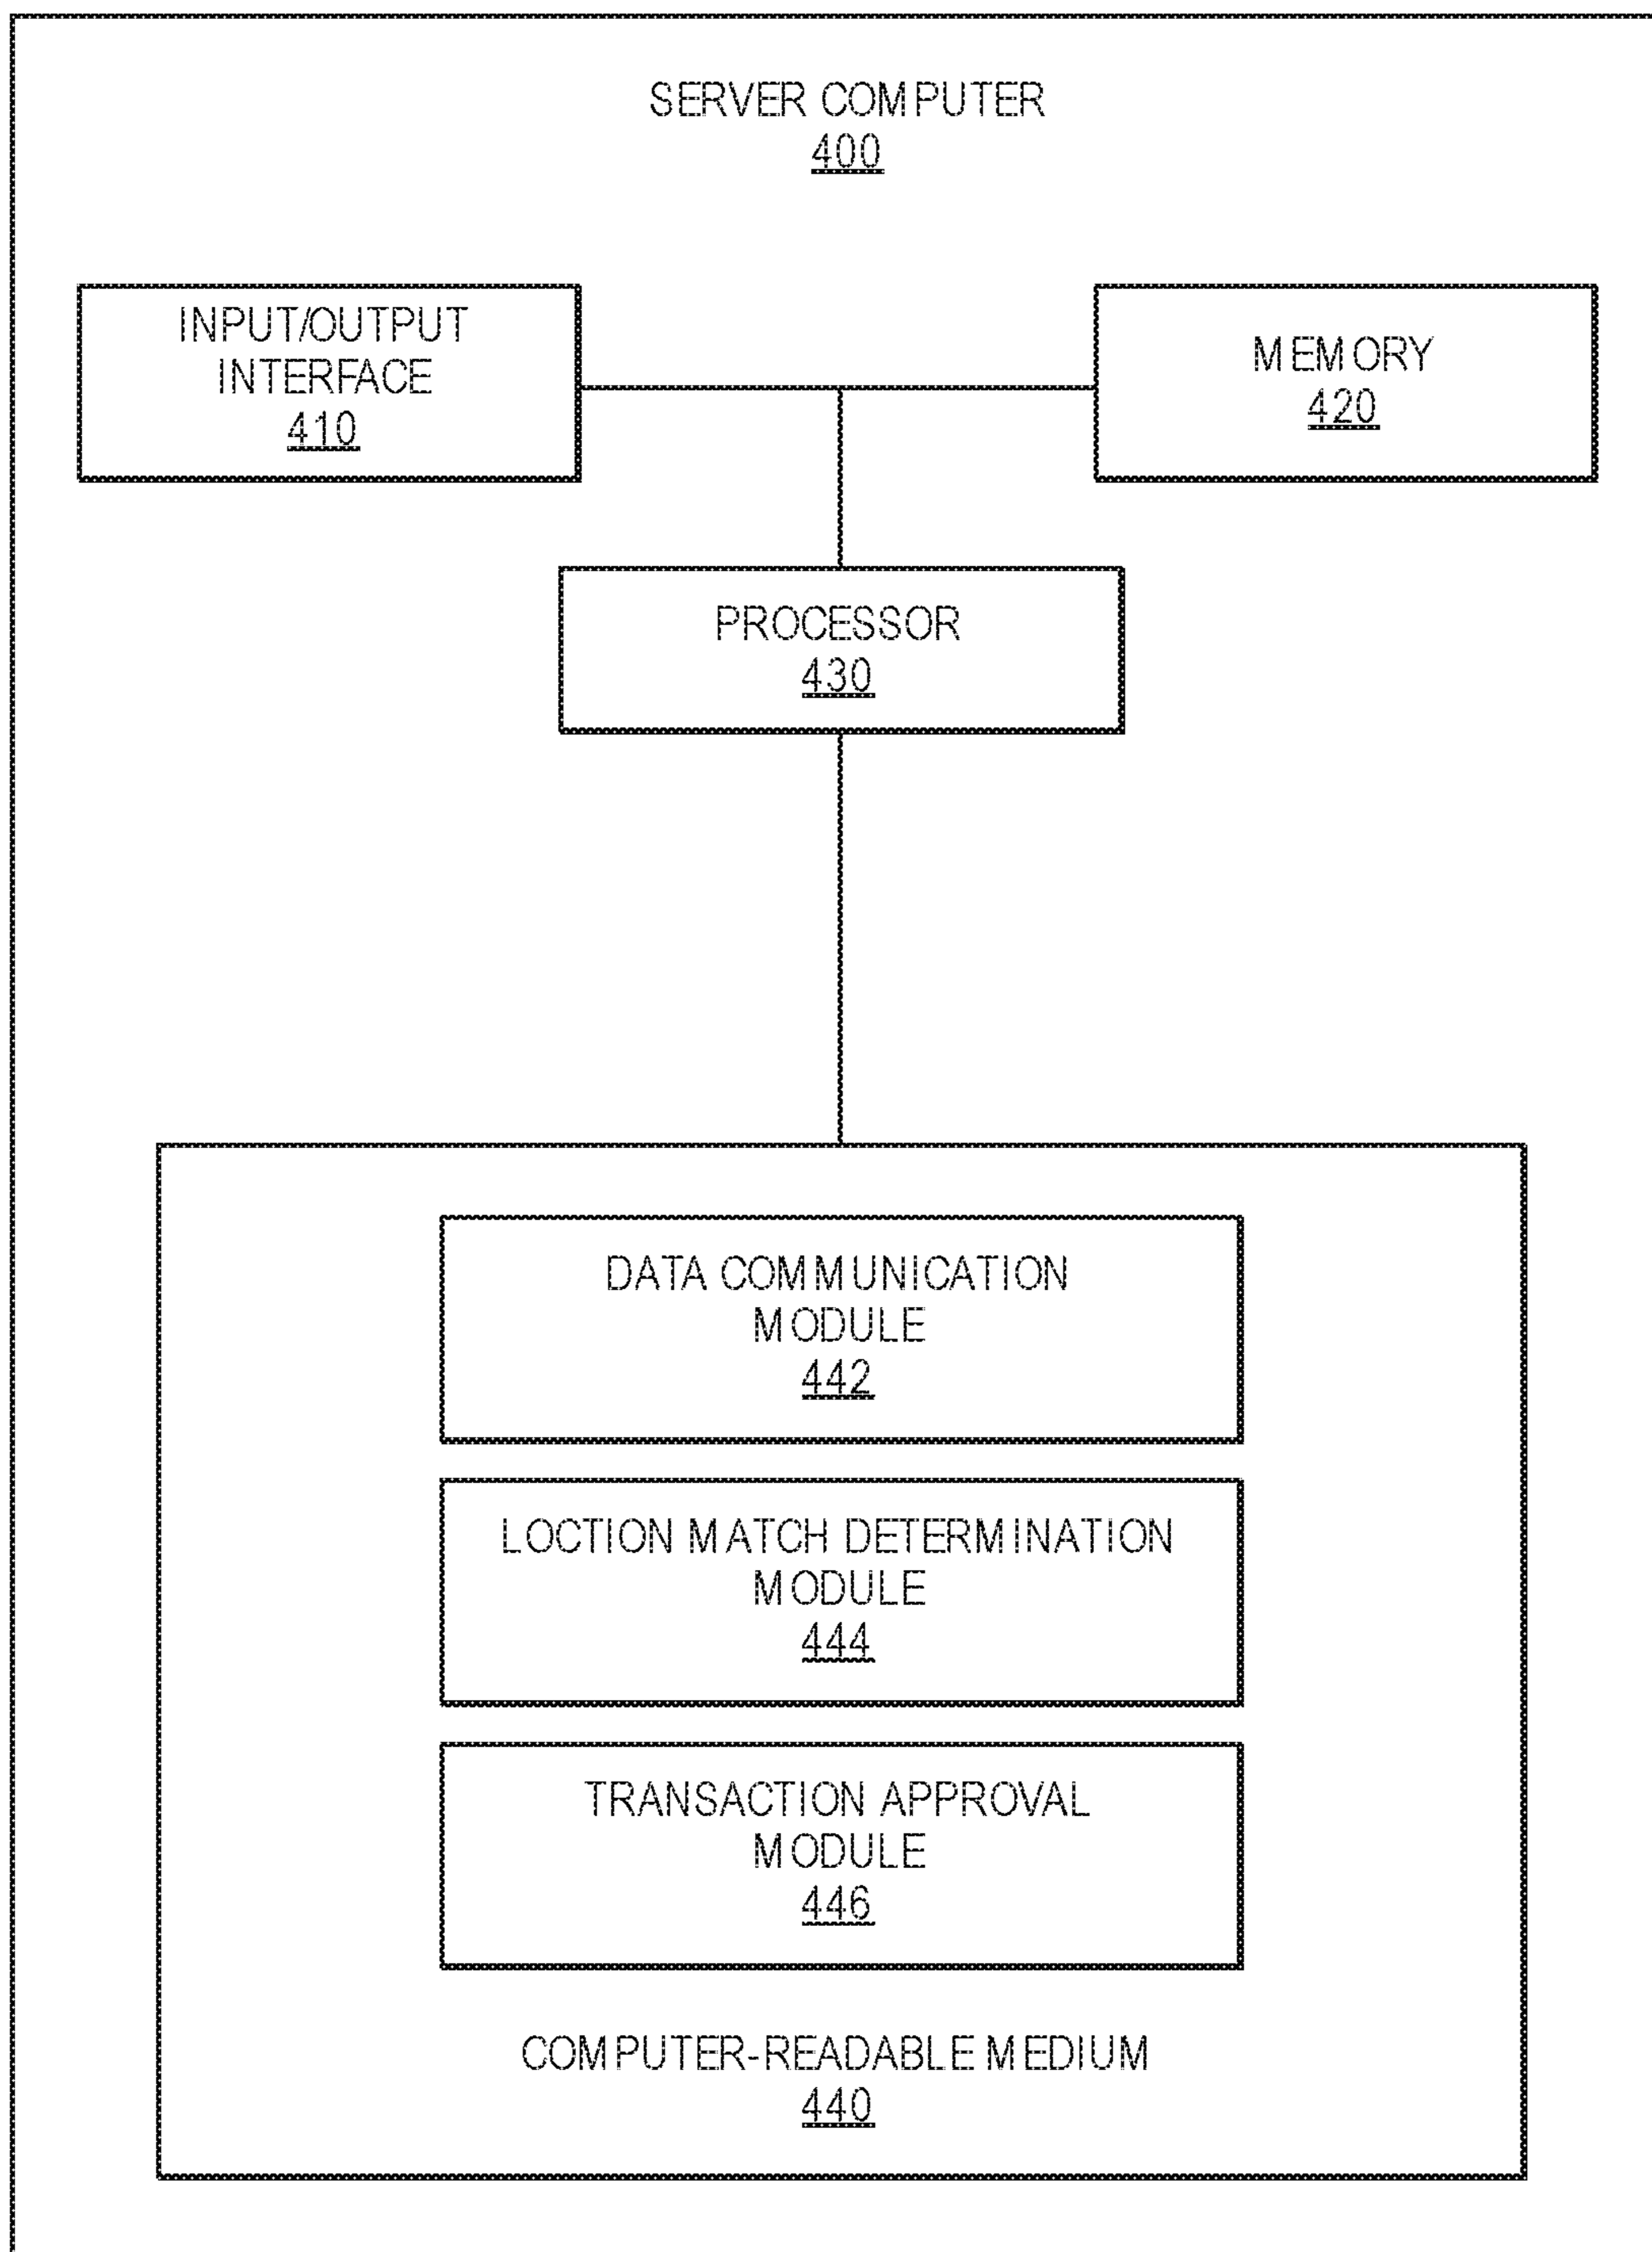 SERVER COMPUTER
400
INPUT/OUTPUT
INTERFACE
410
MEMORY
420
PROCESSOR
430
DATA COMMUNICATION
MODULE
442
LOCTION MATCH DETERMINATION
MODULE
444
TRANSACTION APPROVAL
MODULE
446
COMPUTER-READABLE MEDIUM
440